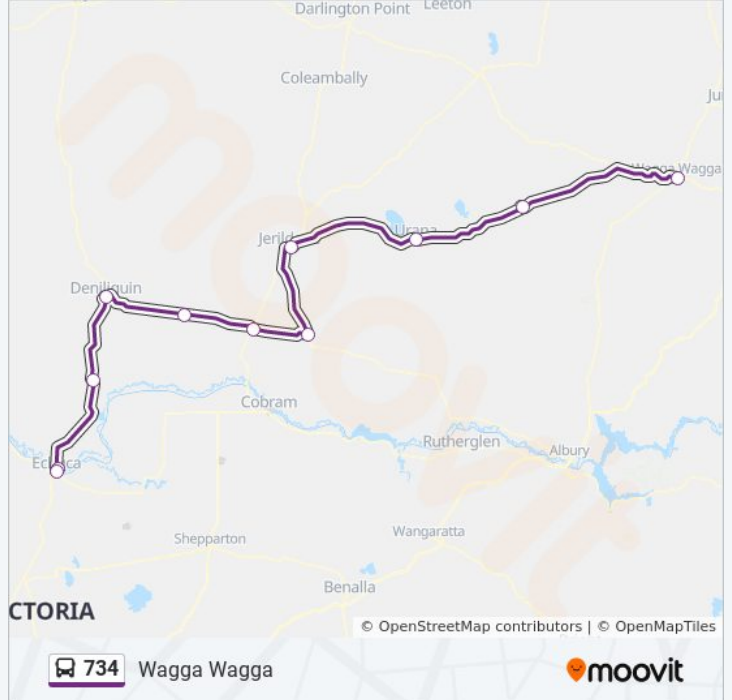 Darlington Point
Leeton
Coleambally
Ju
Wagga Wagga
Urana
Jerild
Deniliquin
Cobram
Rutherglen
Albury
Echuca
Shepparton
Wangaratta
Benalla
CTORIA
© OpenStreetMap contributors | © OpenMapTiles
734 Wagga Wagga
moovit
moovit